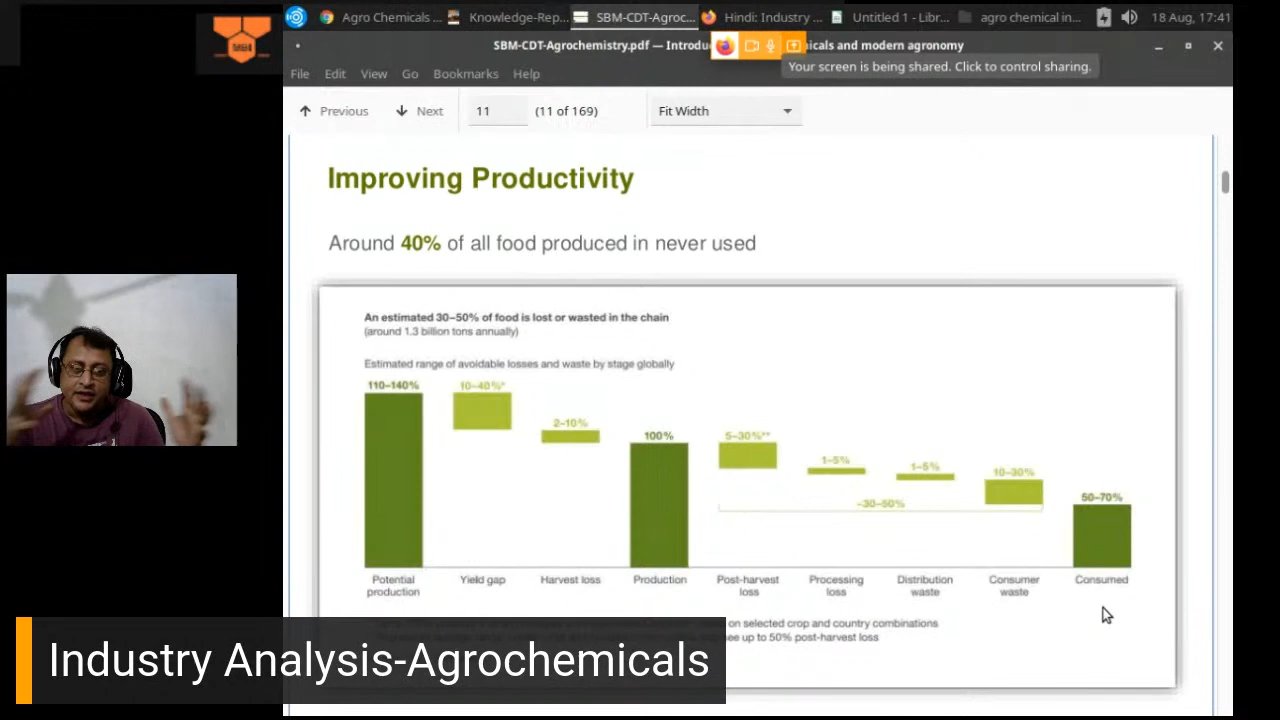 Agro Chemicals ...
Knowledge-Rep...
SBM-CDT-Agroc...
Hindi: Industry ...
Untitled 1 - Libr...
agro chemical in...
18 Aug, 17:41
SBM-CDT-Agrochemistry.pdf — Introdu
icals and modern agronomy
Your screen is being shared. Click to control sharing.
File Edit View Go Bookmarks Help
Previous Next 11 (11 of 169) Fit Width
Improving Productivity
Around 40% of all food produced in never used
An estimated 30–50% of food is lost or wasted in the chain
(around 1.3 billion tons annually)
Estimated range of avoidable losses and waste by stage globally
110–140% 10–40%*
2–10%
100% 5–30%**
1–5% 1–5% 10–30%
~30–50%
50–70%
Potential production
Yield gap
Harvest loss
Production
Post-harvest loss
Processing loss
Distribution waste
Consumer waste
Consumed
on selected crop and country combinations
see up to 50% post-harvest loss
Industry Analysis-Agrochemicals